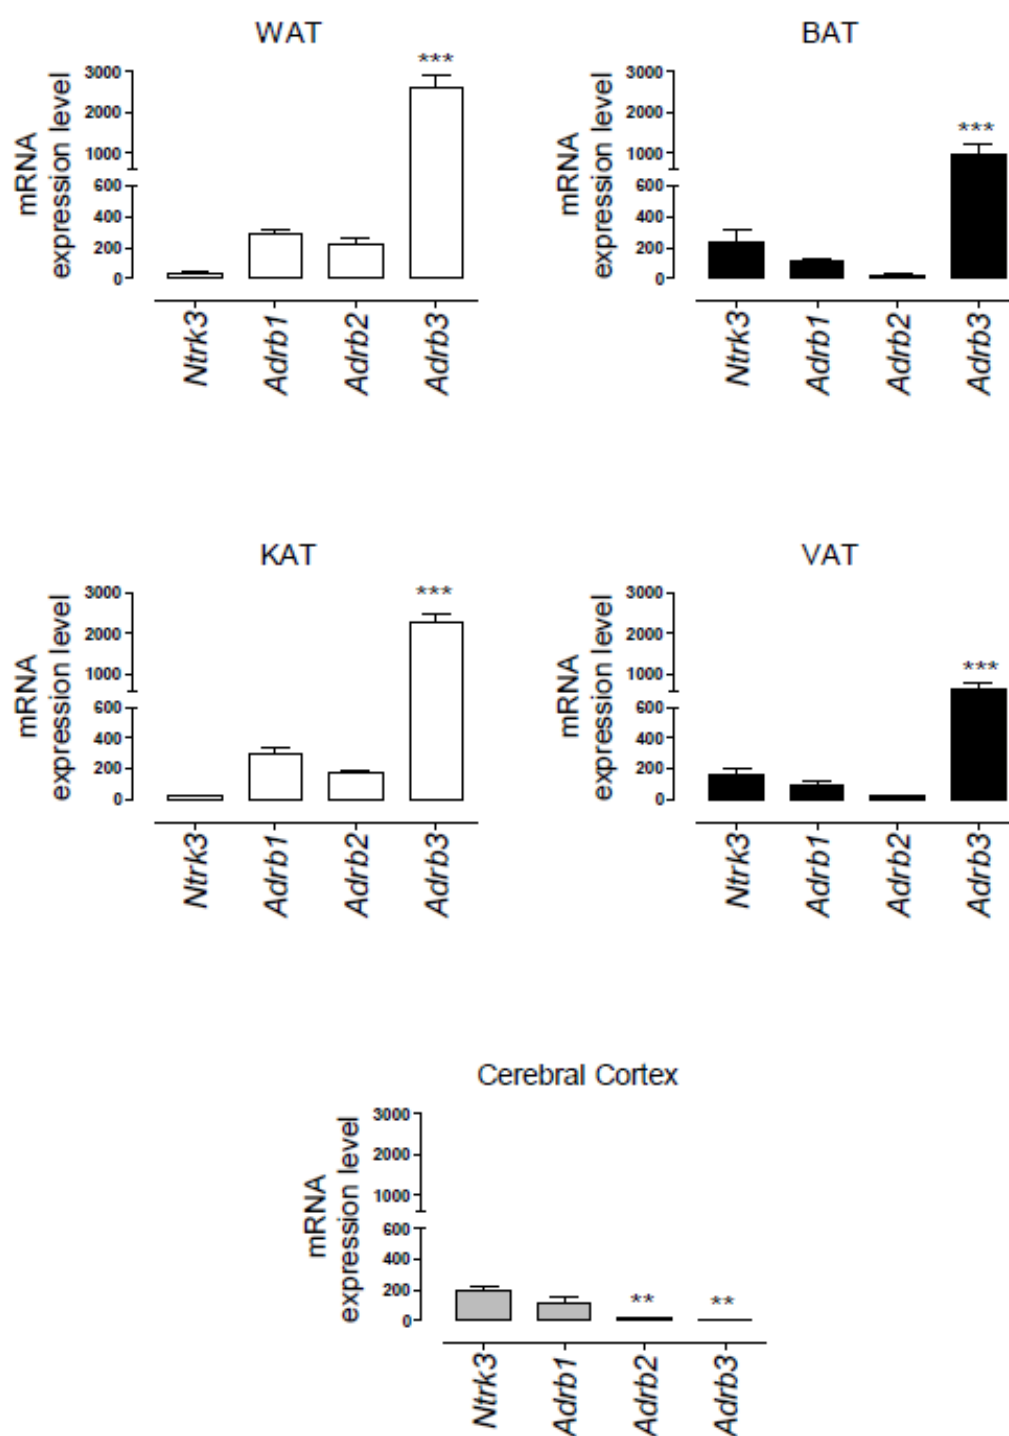 WAT
***
mRNA
expression level
3000
2000
1000
600
400
200
0
Ntrk3
Adrb1
Adrb2
Adrb3
BAT
***
mRNA
expression level
3000
2000
1000
600
400
200
0
Ntrk3
Adrb1
Adrb2
Adrb3
KAT
***
mRNA
expression level
3000
2000
1000
600
400
200
0
Ntrk3
Adrb1
Adrb2
Adrb3
VAT
***
mRNA
expression level
3000
2000
1000
600
400
200
0
Ntrk3
Adrb1
Adrb2
Adrb3
Cerebral Cortex
mRNA
expression level
3000
2000
1000
600
400
200
0
**
**
Ntrk3
Adrb1
Adrb2
Adrb3